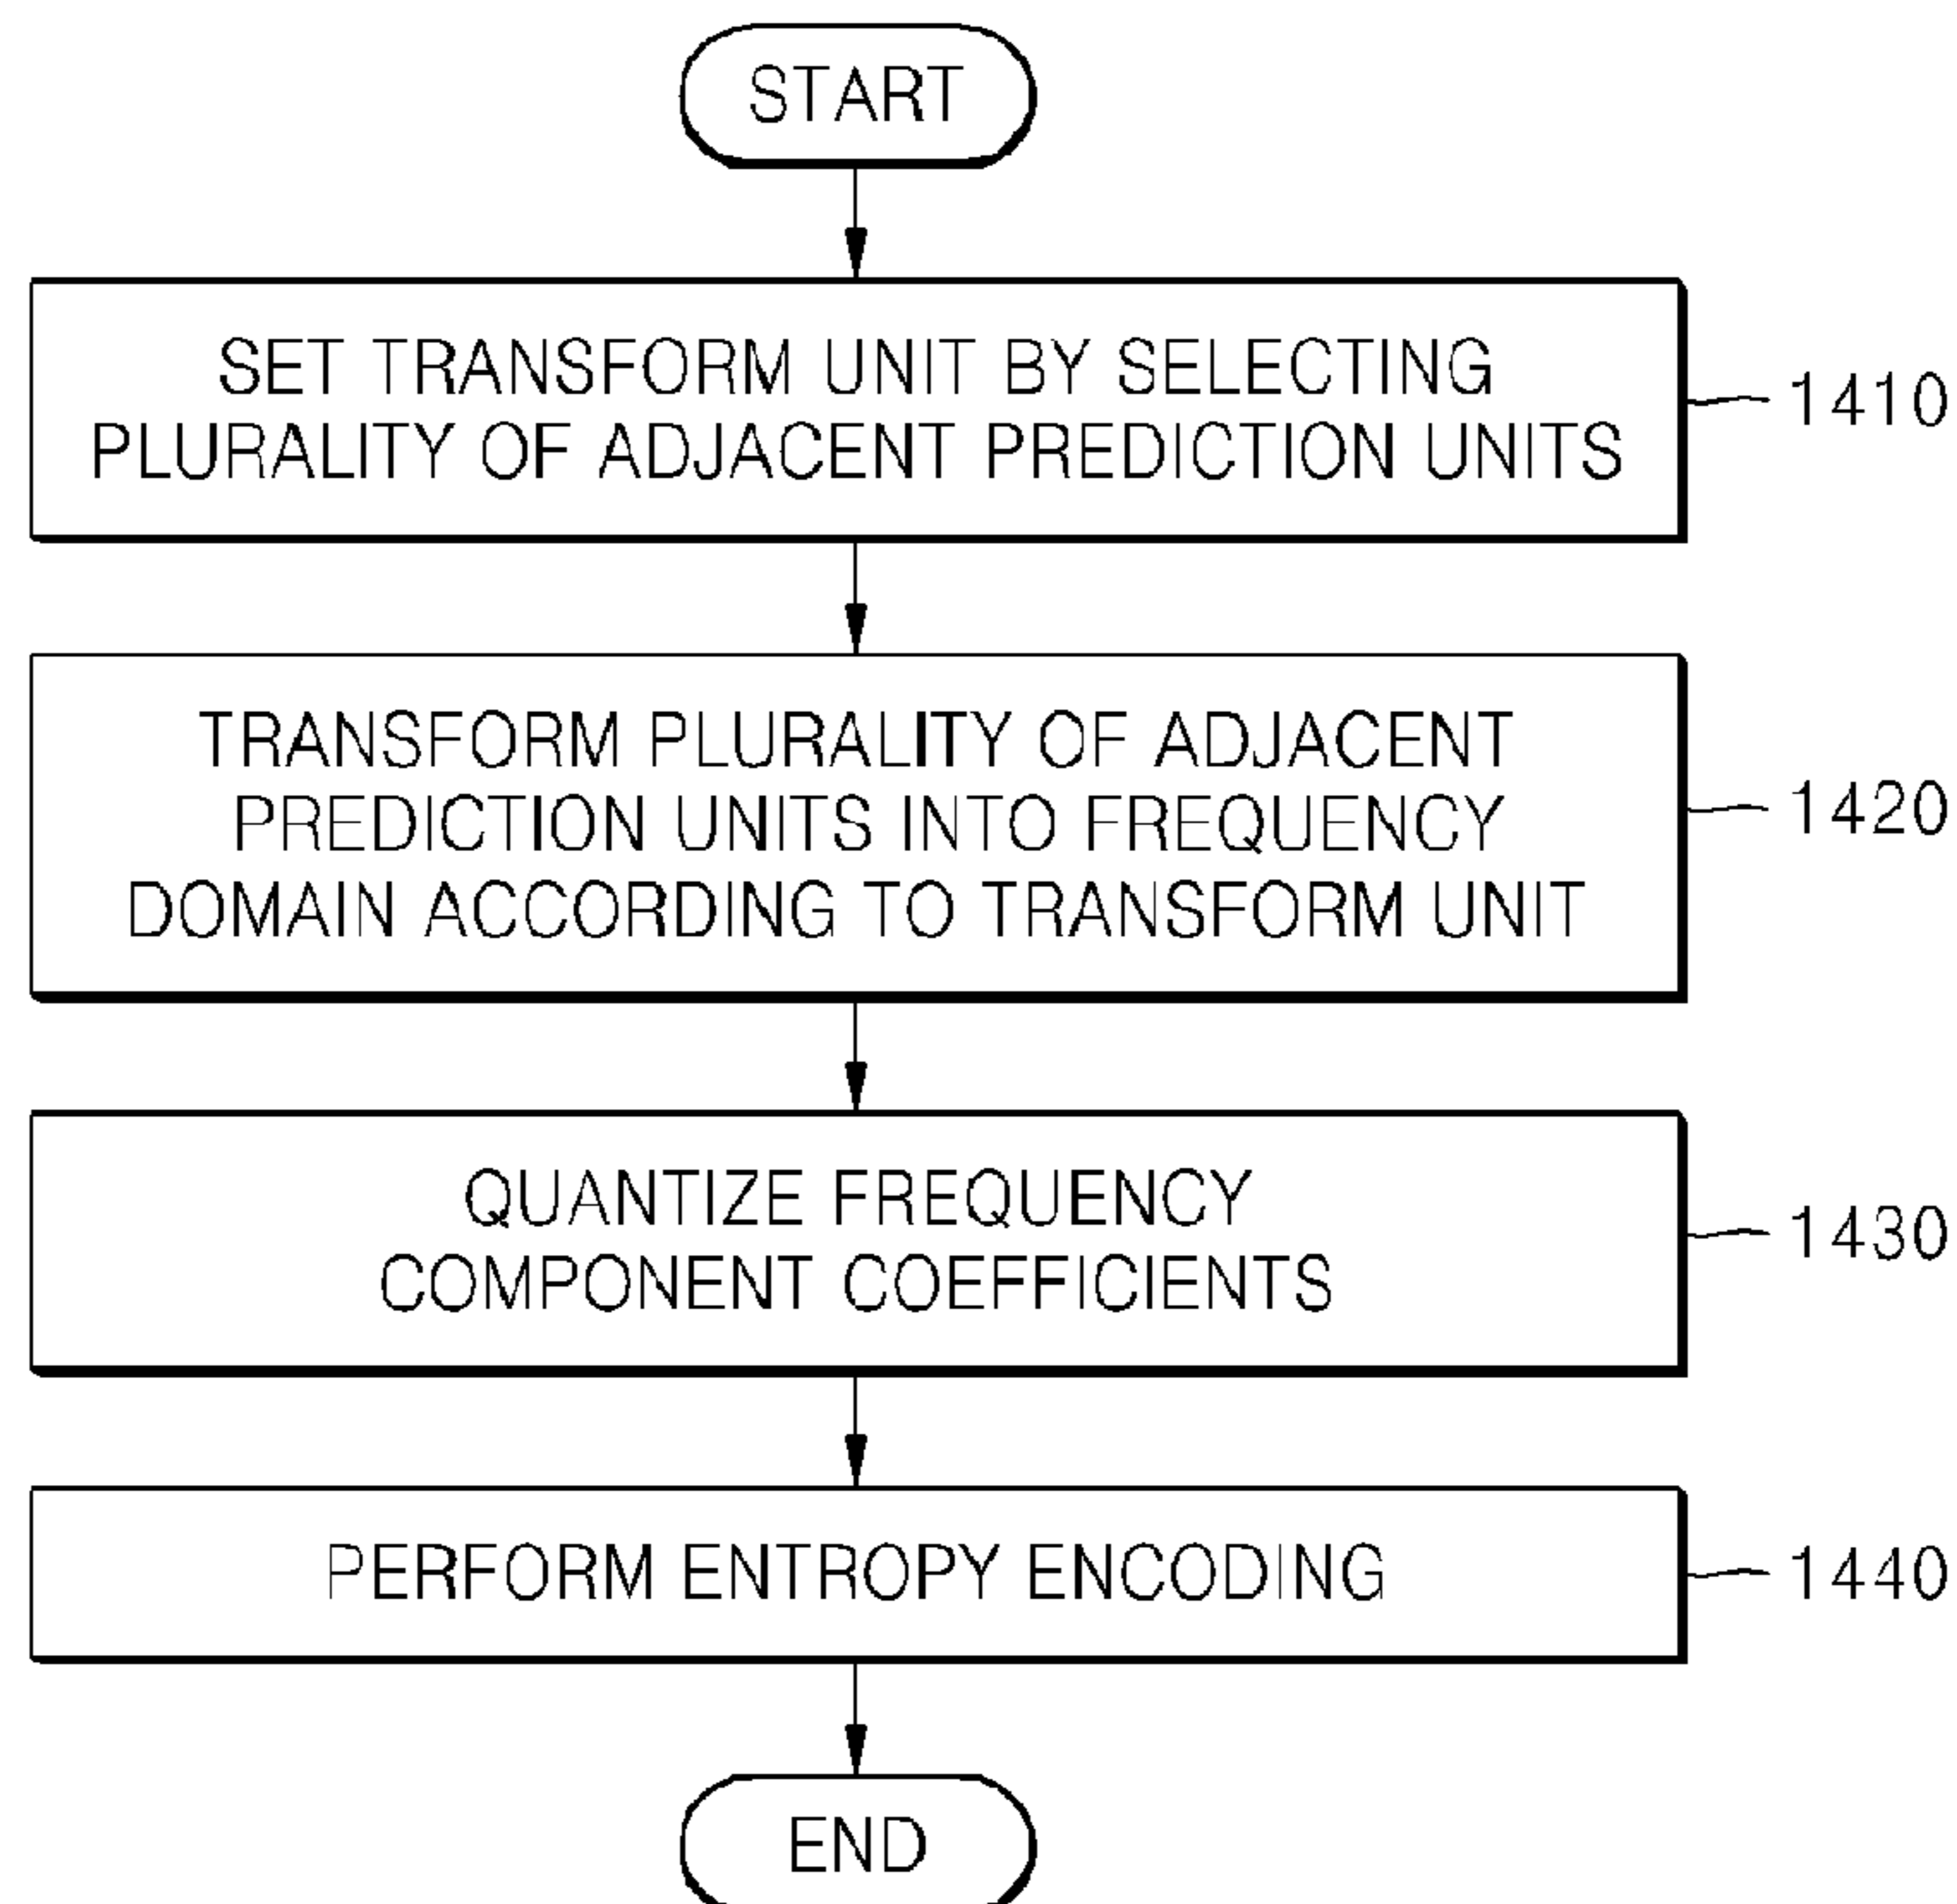 START
SET TRANSFORM UNIT BY SELECTING
PLURALITY OF ADJACENT PREDICTION UNITS
1410
TRANSFORM PLURALITY OF ADJACENT
PREDICTION UNITS INTO FREQUENCY
DOMAIN ACCORDING TO TRANSFORM UNIT
1420
QUANTIZE FREQUENCY
COMPONENT COEFFICIENTS
1430
PERFORM ENTROPY ENCODING
1440
END